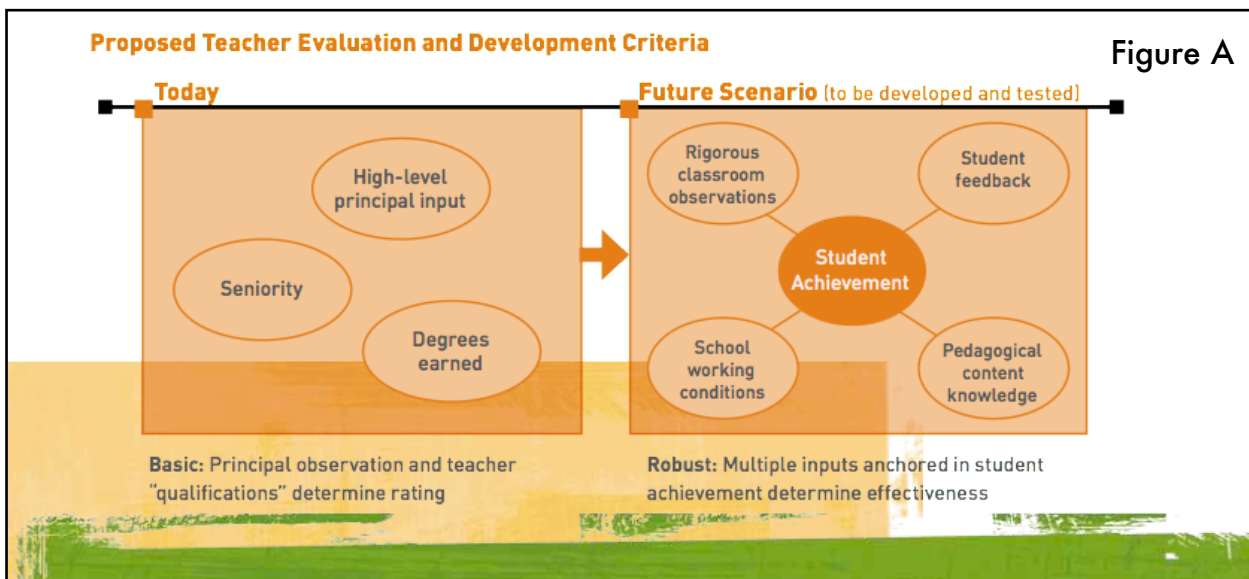 Proposed Teacher Evaluation and Development Criteria
Figure A
Today
High-level
principal input
Seniority
Degrees
earned
Basic: Principal observation and teacher
“qualifications” determine rating
Future Scenario (to be developed and tested)
Rigorous
classroom
observations
Student
feedback
Student
Achievement
School
working
conditions
Pedagogical
content
knowledge
Robust: Multiple inputs anchored in student
achievement determine effectiveness